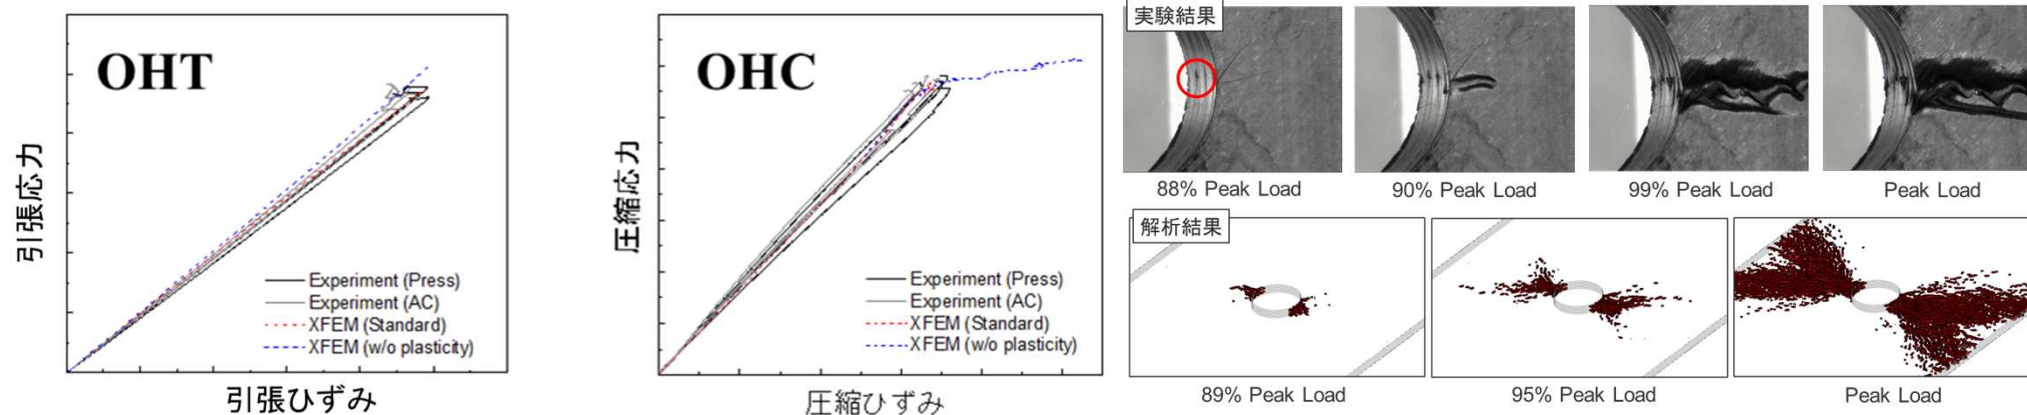 OHT
引張応力
Experiment (Press)
Experiment (AC)
XFEM (Standard)
XFEM (w/o plasticity)
引張ひずみ
OHC
圧縮応力
Experiment (Press)
Experiment (AC)
XFEM (Standard)
XFEM (w/o plasticity)
圧縮ひずみ
実験結果
88% Peak Load
90% Peak Load
99% Peak Load
Peak Load
解析結果
89% Peak Load
95% Peak Load
Peak Load